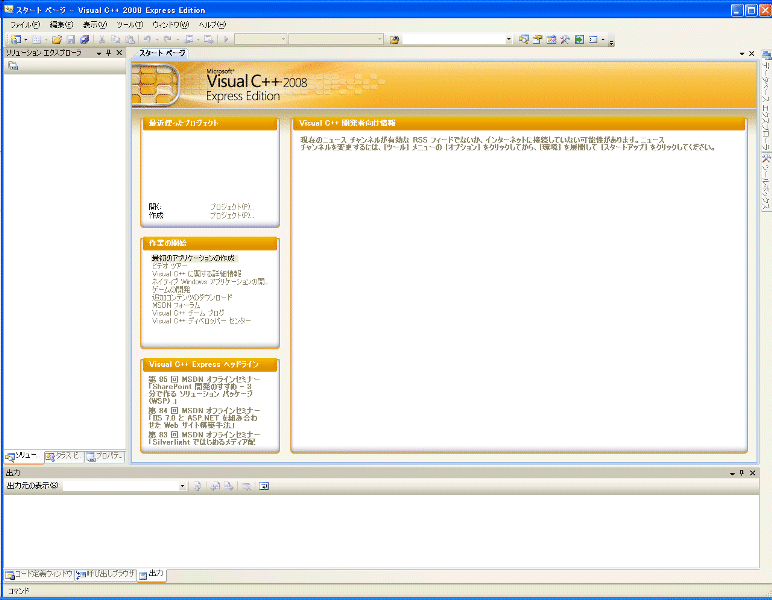 スタート ページ - Visual C++ 2008 Express Edition
ファイル(F) 編集(E) 表示(V) ツール(T) ウィンドウ(W) ヘルプ(H)
ソリューション エクスプローラ
スタート ページ
Microsoft®
Visual C++ 2008
Express Edition
最近使ったプロジェクト
開く: プロジェクト(P)...
作成: プロジェクト(P)...
Visual C++ 開発者向け情報
現在のニュース チャンネルが有効な RSS フィードでないか、インターネットに接続していない可能性があります。ニュース
チャンネルを変更するには、[ツール] メニューの [オプション] をクリックしてから、[環境] を展開して [スタートアップ] をクリックしてください。
作業の開始
最初のアプリケーションの作成
ビデオ ツアー
Visual C++ に関する詳細情報
ネイティブ Windows アプリケーションの開...
ゲームの開発
追加コンテンツのダウンロード
MSDN フォーラム
Visual C++ チーム ブログ
Visual C++ ディベロッパー センター
Visual C++ Express ヘッドライン
第 85 回 MSDN オフラインセミナー
「SharePoint 開発のすすめ - 3
分で作る ソリューション パッケージ
(WSP) 」
第 84 回 MSDN オフラインセミナー
「IIS 7.0 と ASP.NET を組み合わ
せた Web サイト構築手法」
第 83 回 MSDN オフラインセミナー
「Silverlight ではじめるメディア配
データベース エクスプローラ
ツールボックス
ソリュー...
クラス ビ...
プロパテ...
出力
出力元の表示(S):
コード定義ウィンドウ
呼び出しブラウザ
出力
コマンド